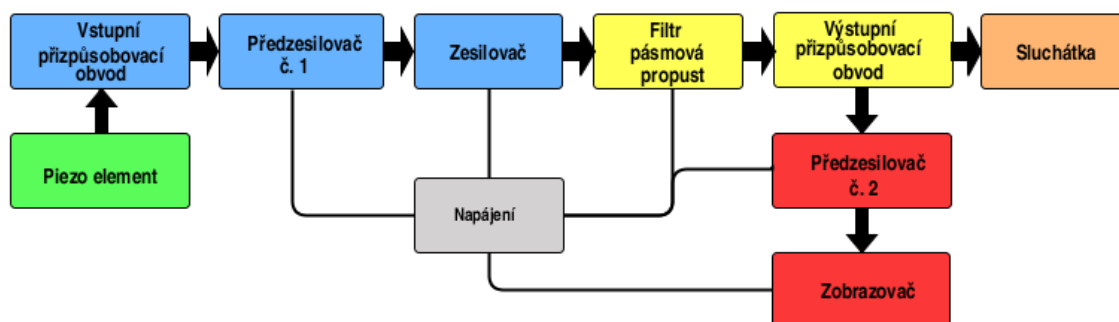 Vstupní
přizpůsobovací
obvod
Předzesilovač
č. 1
Zesilovač
Filtr
pásmová
propust
Výstupní
přizpůsobovací
obvod
Sluchátka
Piezo element
Napájení
Předzesilovač
č. 2
Zobrazovač